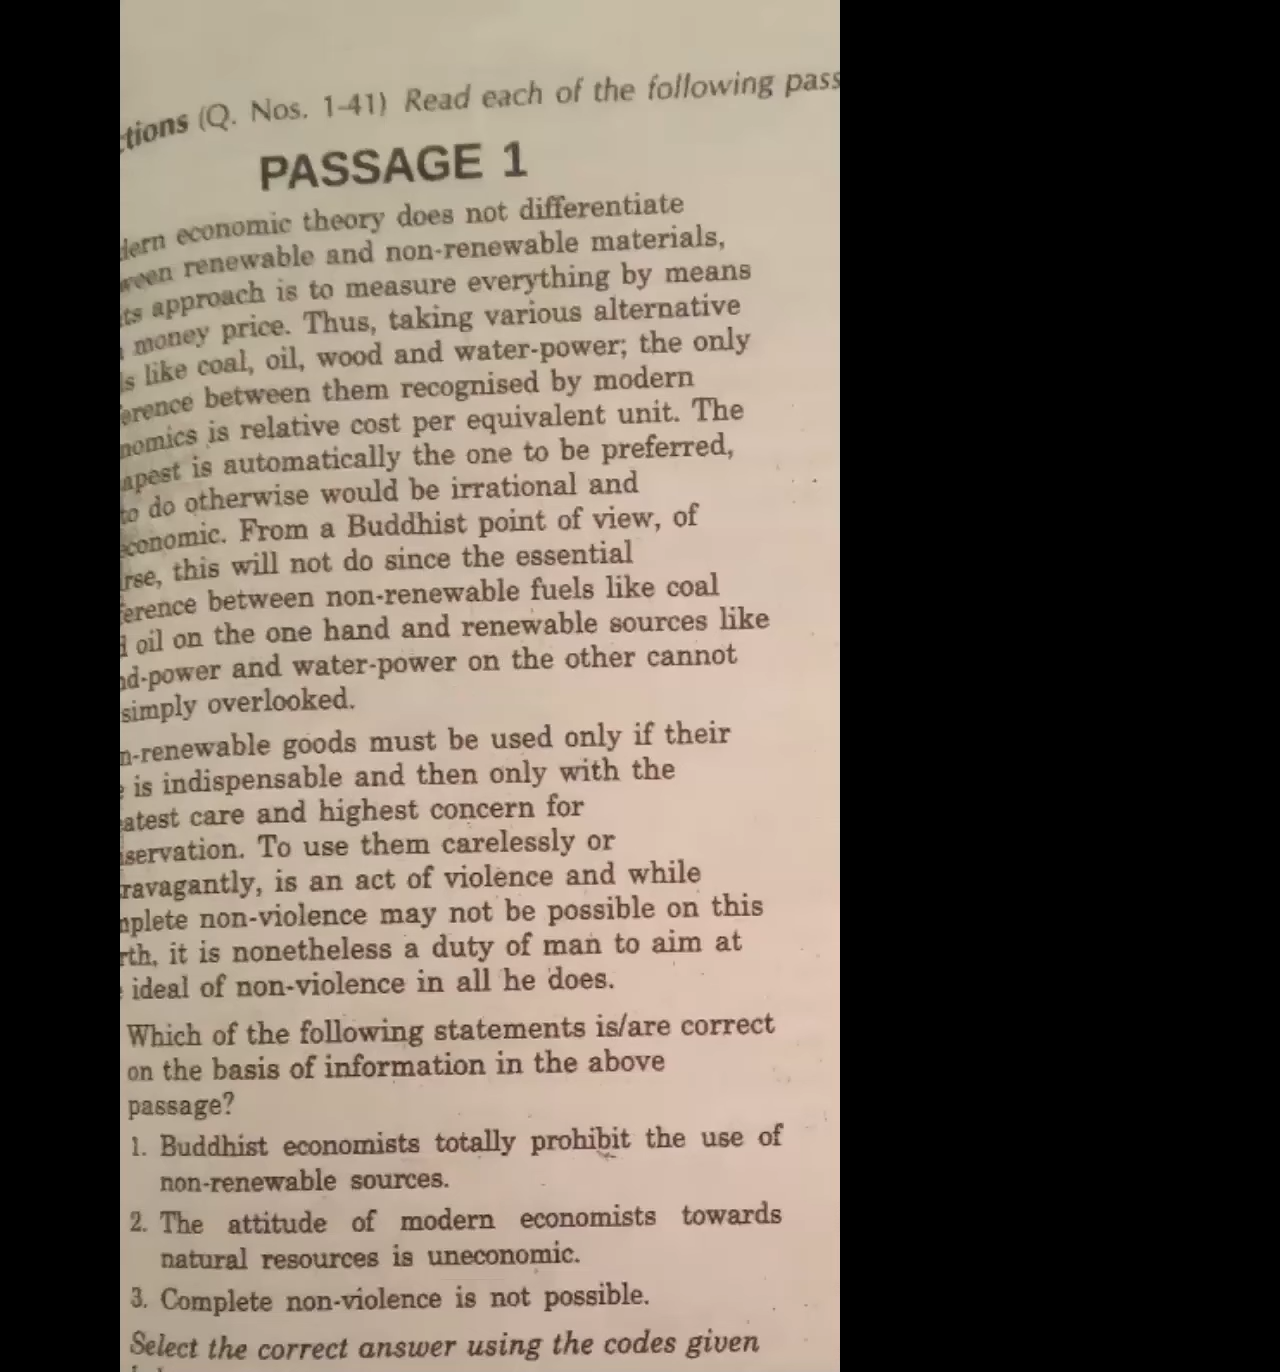 ctions (Q. Nos. 1-41) Read each of the following pass
PASSAGE 1
dern economic theory does not differentiate
ween renewable and non-renewable materials,
ts approach is to measure everything by means
money price. Thus, taking various alternative
s like coal, oil, wood and water-power; the only
erence between them recognised by modern
nomics is relative cost per equivalent unit. The
apest is automatically the one to be preferred,
to do otherwise would be irrational and
economic. From a Buddhist point of view, of
rse, this will not do since the essential
ference between non-renewable fuels like coal
d oil on the one hand and renewable sources like
nd-power and water-power on the other cannot
simply overlooked.
n-renewable goods must be used only if their
e is indispensable and then only with the
eatest care and highest concern for
servation. To use them carelessly or
ravagantly, is an act of violence and while
mplete non-violence may not be possible on this
rth, it is nonetheless a duty of man to aim at
ideal of non-violence in all he does.
Which of the following statements is/are correct
on the basis of information in the above
passage?
1. Buddhist economists totally prohibit the use of
non-renewable sources.
2. The attitude of modern economists towards
natural resources is uneconomic.
3. Complete non-violence is not possible.
Select the correct answer using the codes given